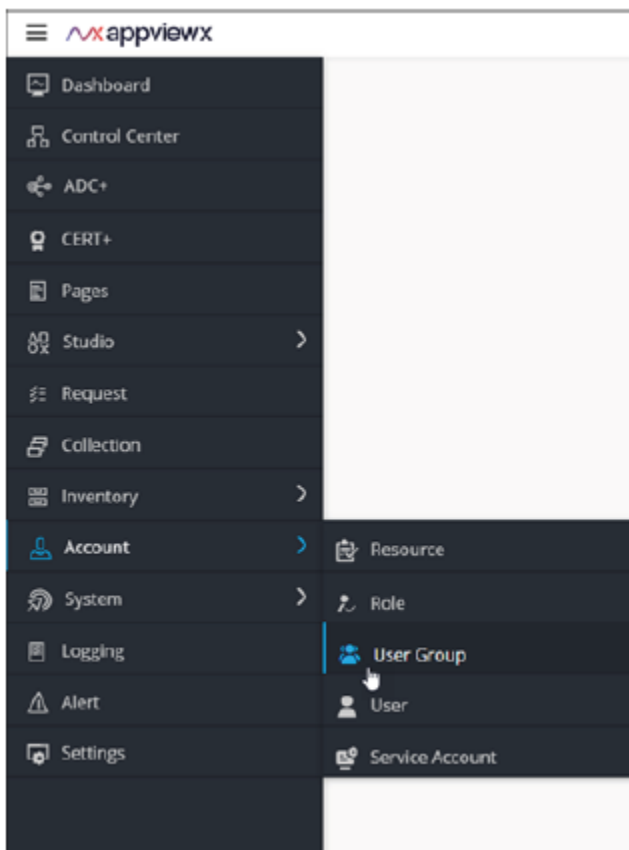 appviewx
Dashboard
Control Center
ADC+
CERT+
Pages
Studio
Request
Collection
Inventory
Account
System
Logging
Alert
Settings
Resource
Role
User Group
User
Service Account